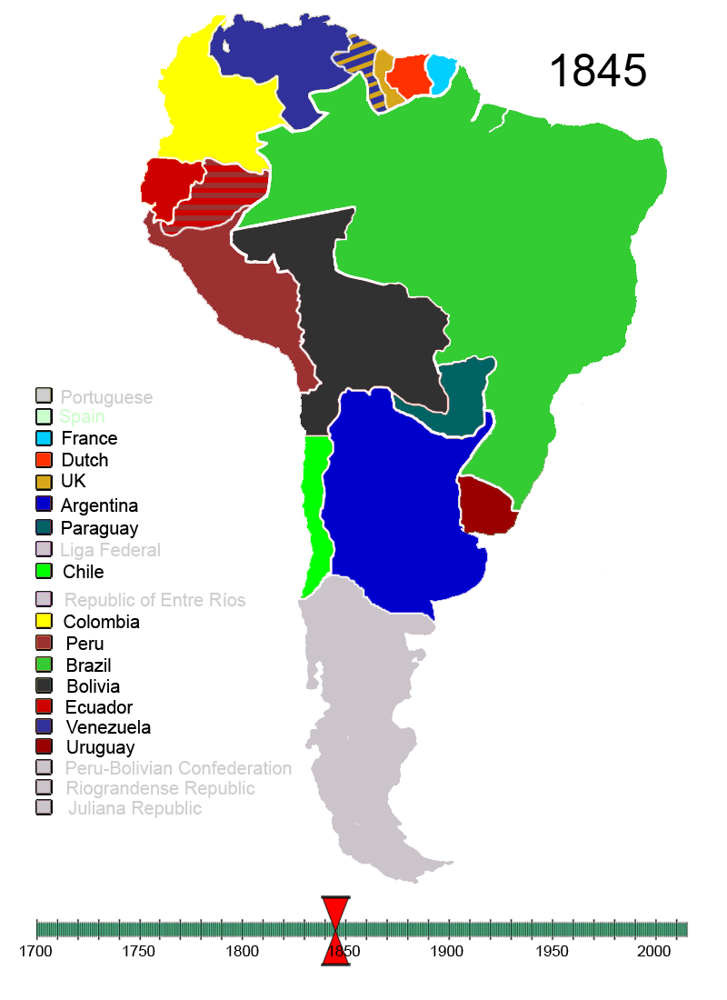 1845
Portuguese
Spain
France
Dutch
UK
Argentina
Paraguay
Liga Federal
Chile
Republic of Entre Ríos
Colombia
Peru
Brazil
Bolivia
Ecuador
Venezuela
Uruguay
Peru-Bolivian Confederation
Riograndense Republic
Juliana Republic
1700 1750 1800 1850 1900 1950 2000